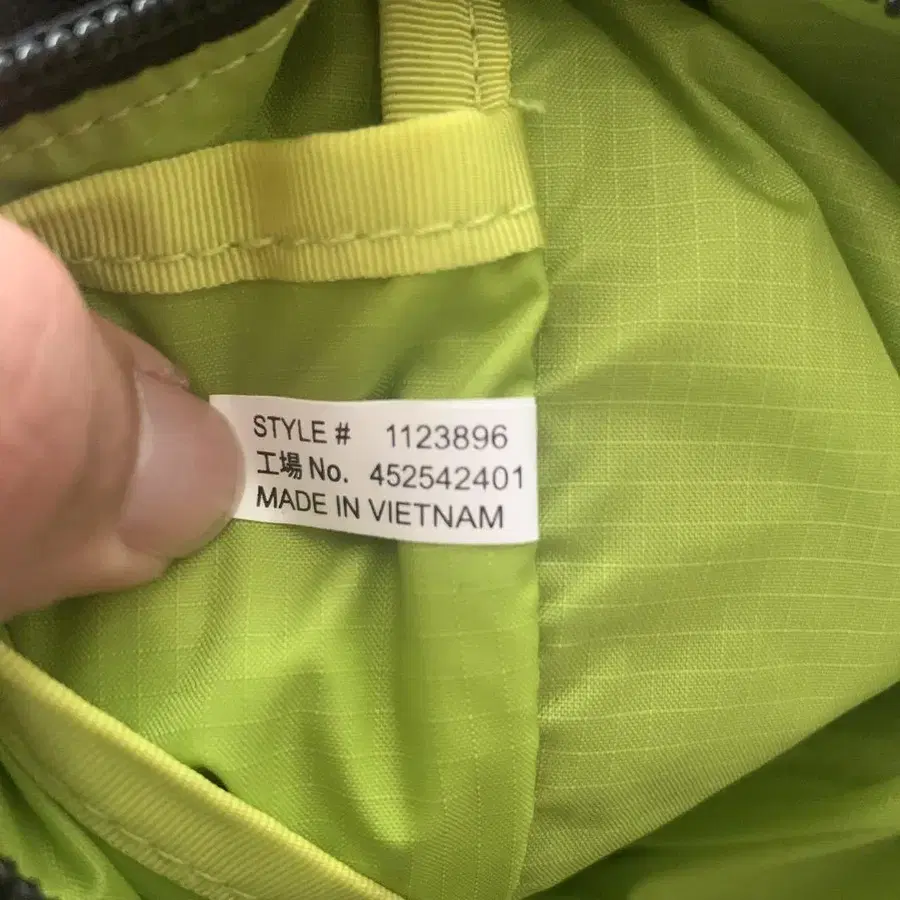 STYLE # 1123896
工場 No. 452542401
MADE IN VIETNAM